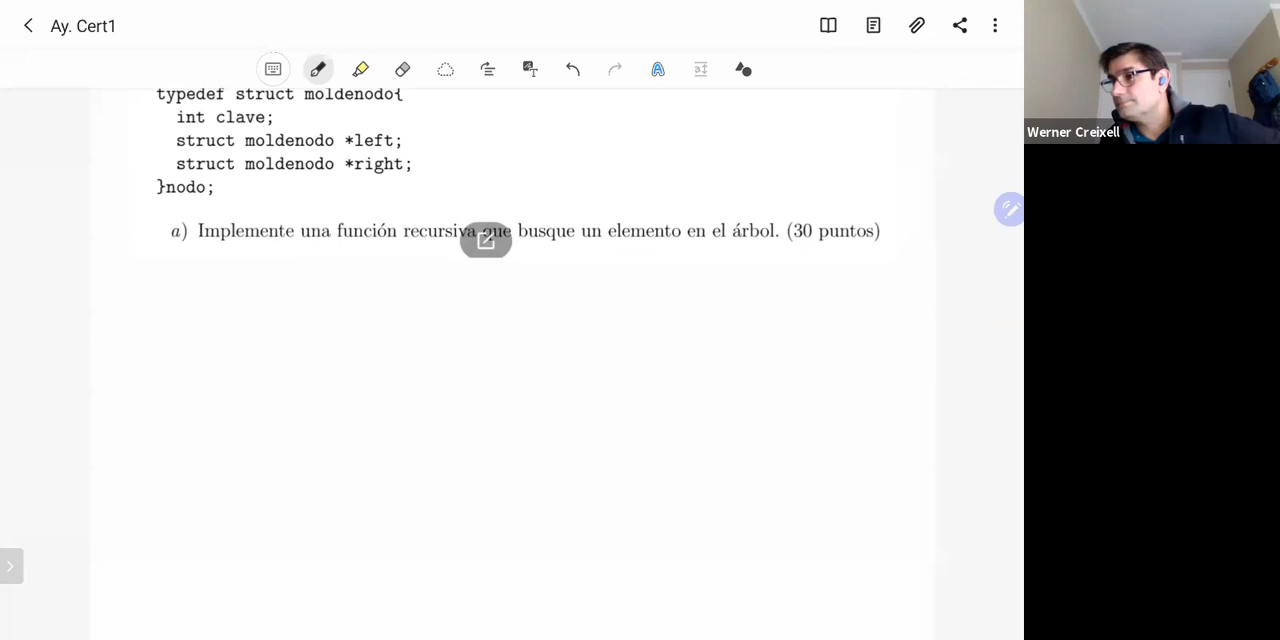 Ay. Cert1
typedef struct moldenodo{
int clave;
struct moldenodo *left;
struct moldenodo *right;
}nodo;
a) Implemente una función recursiva que busque un elemento en el árbol. (30 puntos)
Werner Creixell